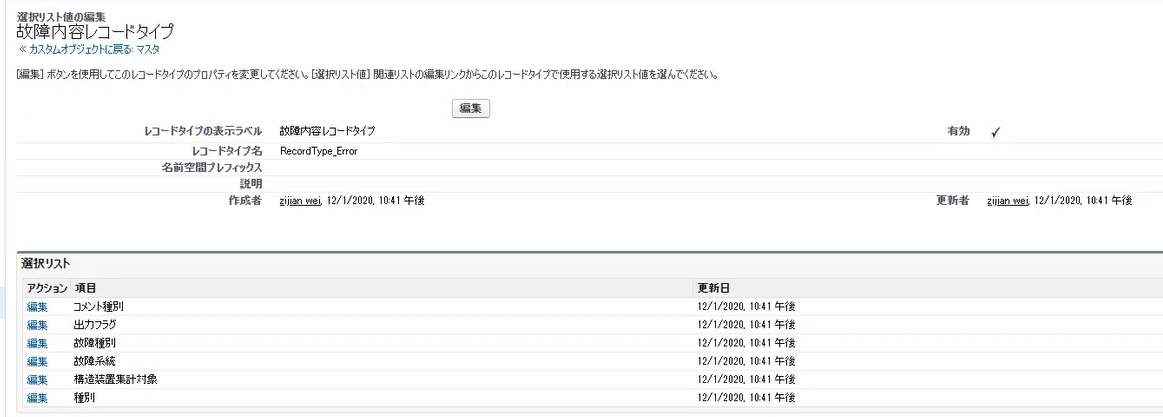 選択リスト値の編集
故障内容レコードタイプ
« カスタムオブジェクトに戻る: マスタ
[編集] ボタンを使用してこのレコードタイプのプロパティを変更してください。[選択リスト値] 関連リストの編集リンクからこのレコードタイプで使用する選択リスト値を選んでください。
編集
レコードタイプの表示ラベル 故障内容レコードタイプ 有効 ✓
レコードタイプ名 RecordType_Error
名前空間プレフィックス
説明
作成者 zijian wei, 12/1/2020, 10:41 午後 更新者 zijian wei, 12/1/2020, 10:41 午後
選択リスト
アクション 項目 更新日
編集 コメント種別 12/1/2020, 10:41 午後
編集 出力フラグ 12/1/2020, 10:41 午後
編集 故障種別 12/1/2020, 10:41 午後
編集 故障系統 12/1/2020, 10:41 午後
編集 構造装置集計対象 12/1/2020, 10:41 午後
編集 種別 12/1/2020, 10:41 午後